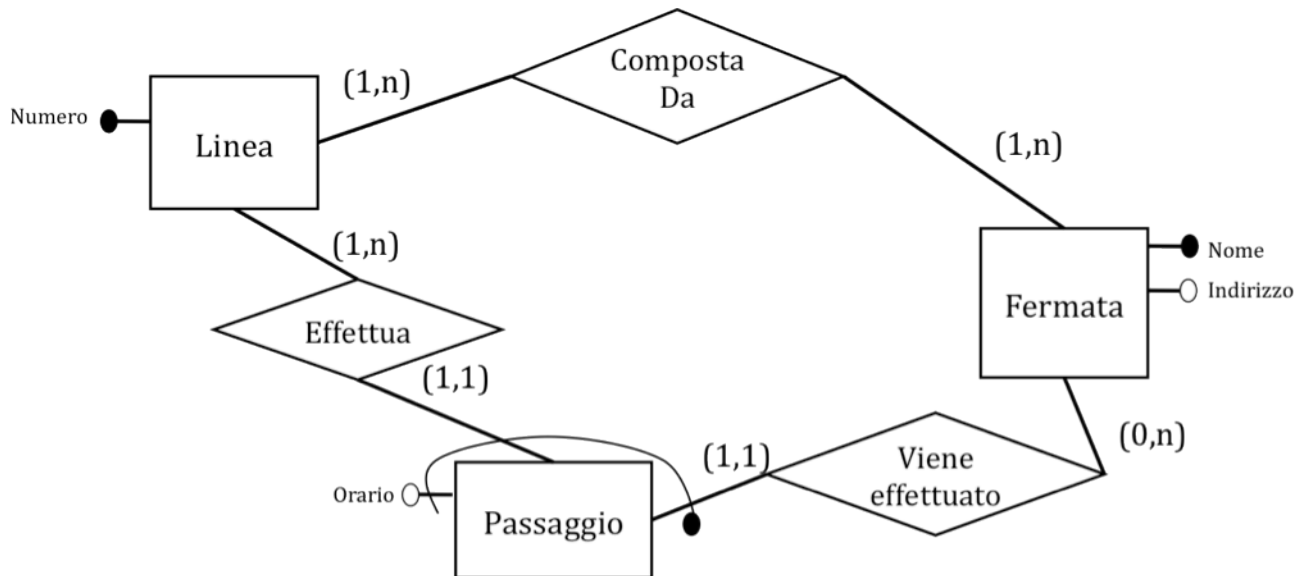 Composta
Da
(1,n)
Numero
Linea
(1,n)
(1,n)
Nome
Indirizzo
Fermata
Effettua
(1,1)
(0,n)
(1,1)
Viene
effettuato
Orario
Passaggio